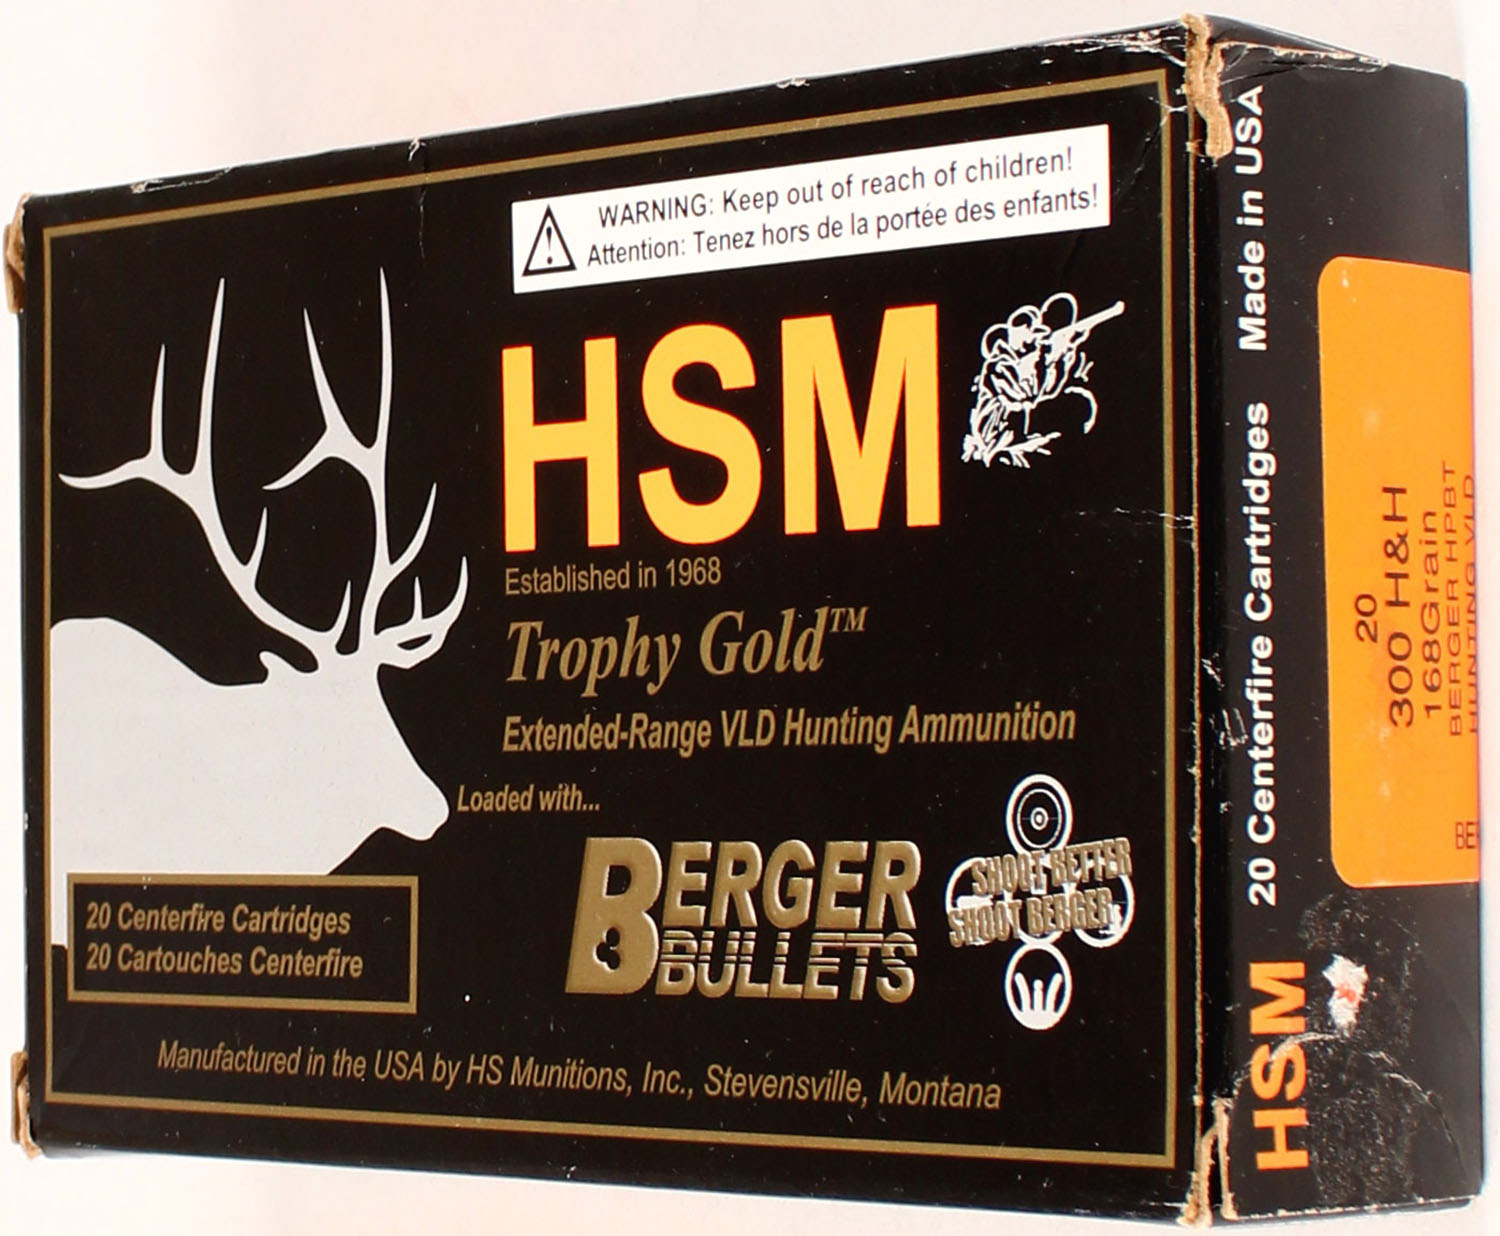 WARNING: Keep out of reach of children!
Attention: Tenez hors de la portée des enfants!
HSM
Established in 1968
Trophy Gold™
Extended-Range VLD Hunting Ammunition
Loaded with...
BERGER
BULLETS
SHOOT BETTER
SHOOT BERGER
20 Centerfire Cartridges
20 Cartouches Centerfire
Manufactured in the USA by HS Munitions, Inc., Stevensville, Montana
HSM 20 Centerfire Cartridges Made in USA
20
300 H&H
168Grain
BERGER HPBT
HUNTING VLD